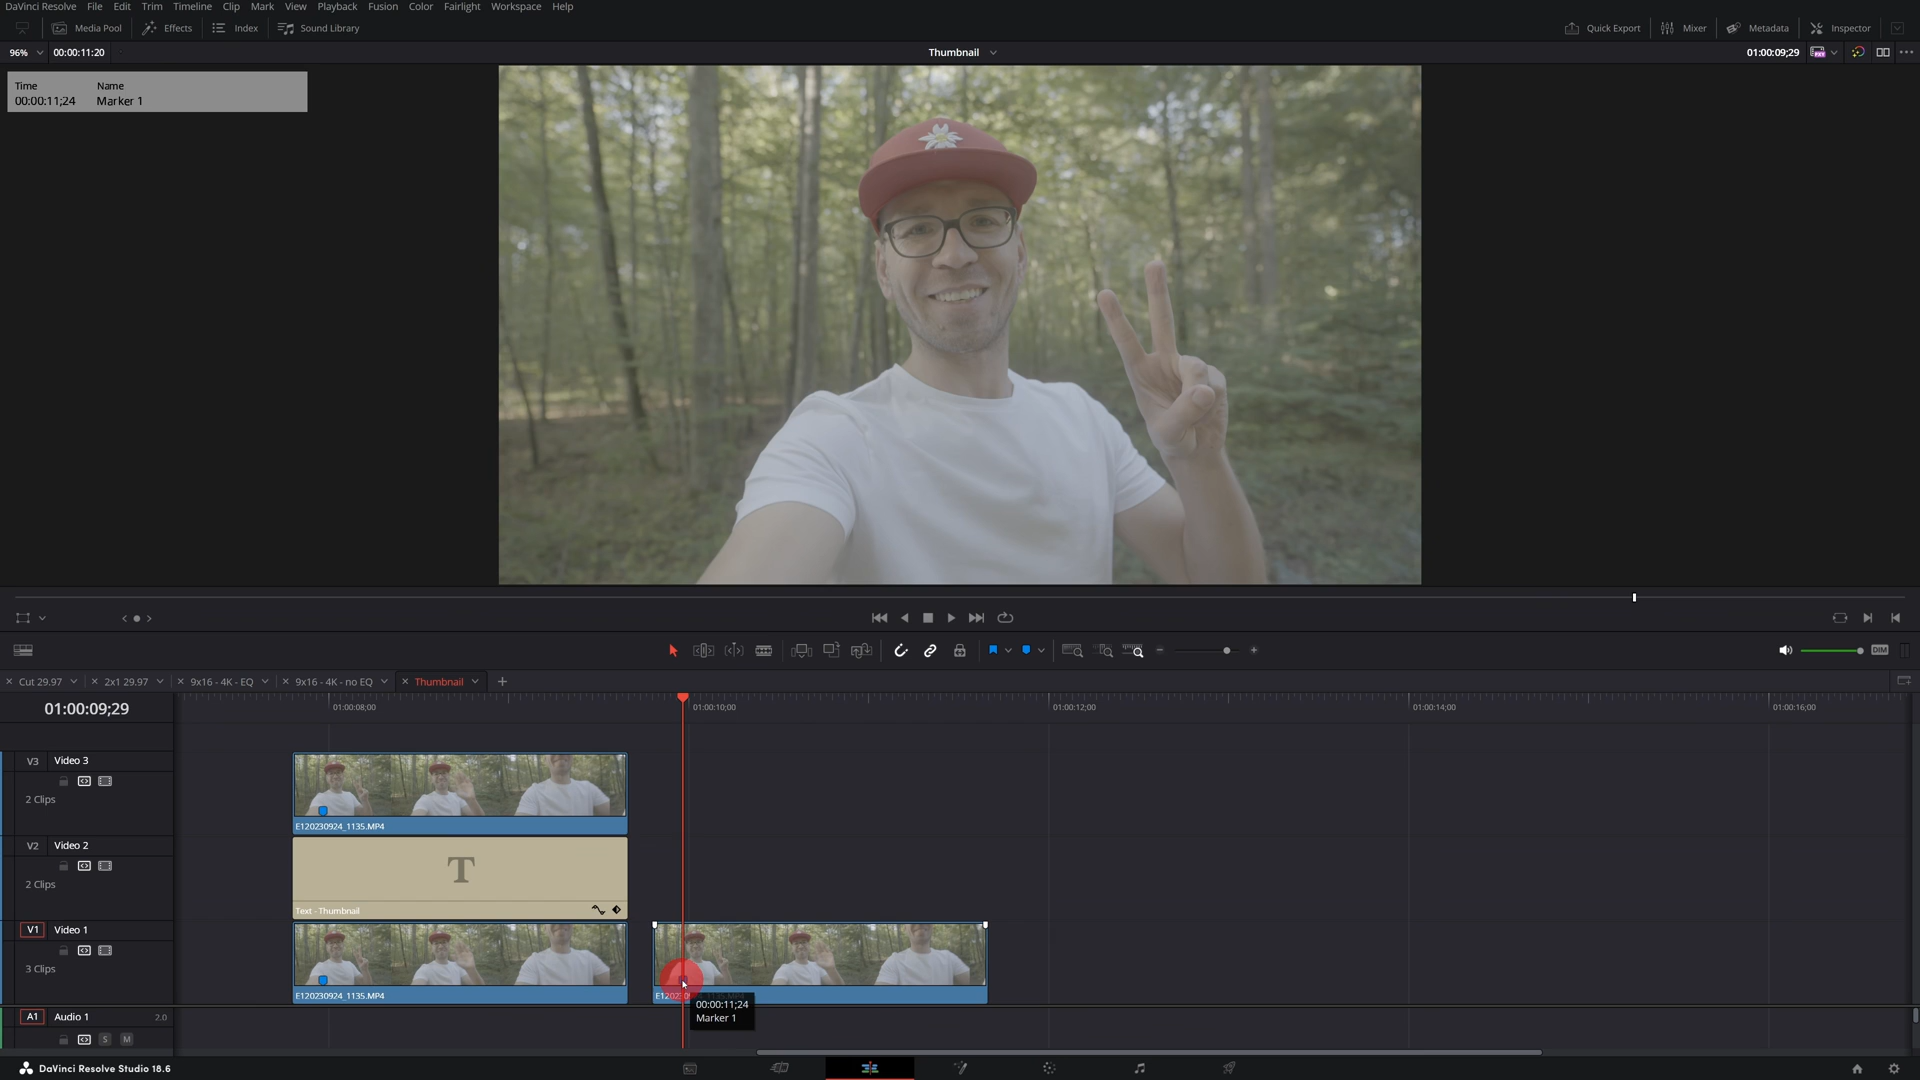 DaVinci Resolve File Edit Trim Timeline Clip Mark View Playback Fusion Color Fairlight Workspace Help
Media Pool Effects Index Sound Library Quick Export Mixer Metadata Inspector
96% 00:00:11:20 Thumbnail 01:00:09;29
Time Name
00:00:11;24 Marker 1
DIM
Cut 29.97 2x1 29.97 9x16 - 4K - EQ 9x16 - 4K - no EQ Thumbnail
01:00:09;29 01:00:08;00 01:00:10;00 01:00:12;00 01:00:14;00 01:00:16;00
V3 Video 3
2 Clips
E120230924_1135.MP4
V2 Video 2
2 Clips
T
Text - Thumbnail
V1 Video 1
3 Clips
E120230924_1135.MP4
00:00:11;24
Marker 1
A1 Audio 1 2.0
S M
DaVinci Resolve Studio 18.6